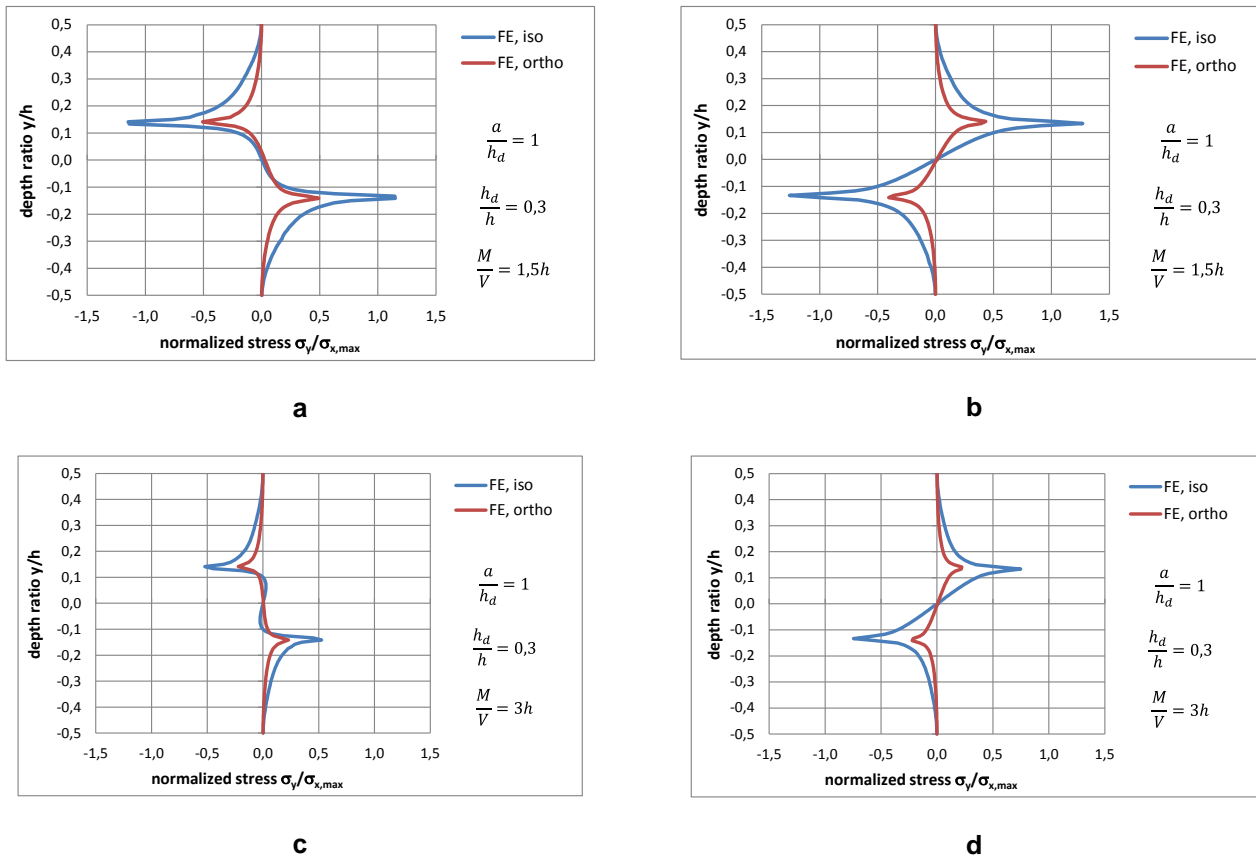 0,5
0,4
0,3
0,2
0,1
0,0
-0,1
-0,2
-0,3
-0,4
-0,5
depth ratio y/h
-1,5 -1,0 -0,5 0,0 0,5 1,0 1,5
normalized stress σy/σx,max
FE, iso
FE, ortho
a/hd = 1
hd/h = 0,3
M/V = 1,5h
a
0,5
0,4
0,3
0,2
0,1
0,0
-0,1
-0,2
-0,3
-0,4
-0,5
depth ratio y/h
-1,5 -1,0 -0,5 0,0 0,5 1,0 1,5
normalized stress σy/σx,max
FE, iso
FE, ortho
a/hd = 1
hd/h = 0,3
M/V = 1,5h
b
0,5
0,4
0,3
0,2
0,1
0,0
-0,1
-0,2
-0,3
-0,4
-0,5
depth ratio y/h
-1,5 -1,0 -0,5 0,0 0,5 1,0 1,5
normalized stress σy/σx,max
FE, iso
FE, ortho
a/hd = 1
hd/h = 0,3
M/V = 3h
c
0,5
0,4
0,3
0,2
0,1
0,0
-0,1
-0,2
-0,3
-0,4
-0,5
depth ratio y/h
-1,5 -1,0 -0,5 0,0 0,5 1,0 1,5
normalized stress σy/σx,max
FE, iso
FE, ortho
a/hd = 1
hd/h = 0,3
M/V = 3h
d